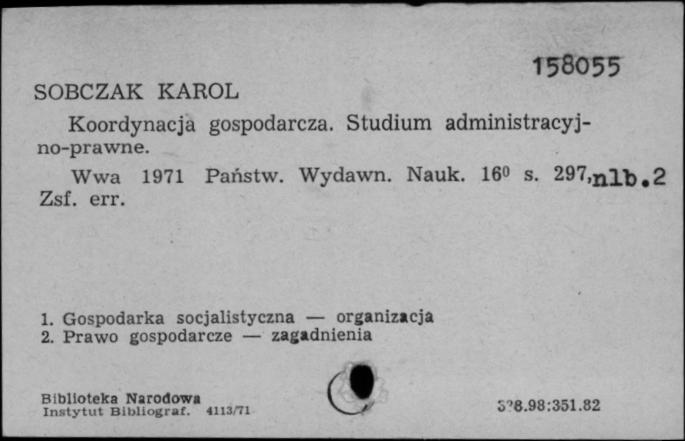 158055
SOBCZAK KAROL
Koordynacja gospodarcza. Studium administracyj-
no-prawne.
Wwa 1971 Państw. Wydawn. Nauk. 16⁰ s. 297, nlb.2
Zsf. err.
1. Gospodarka socjalistyczna — organizacja
2. Prawo gospodarcze — zagadnienia
Biblioteka Narodowa
Instytut Bibliograf. 4113/71